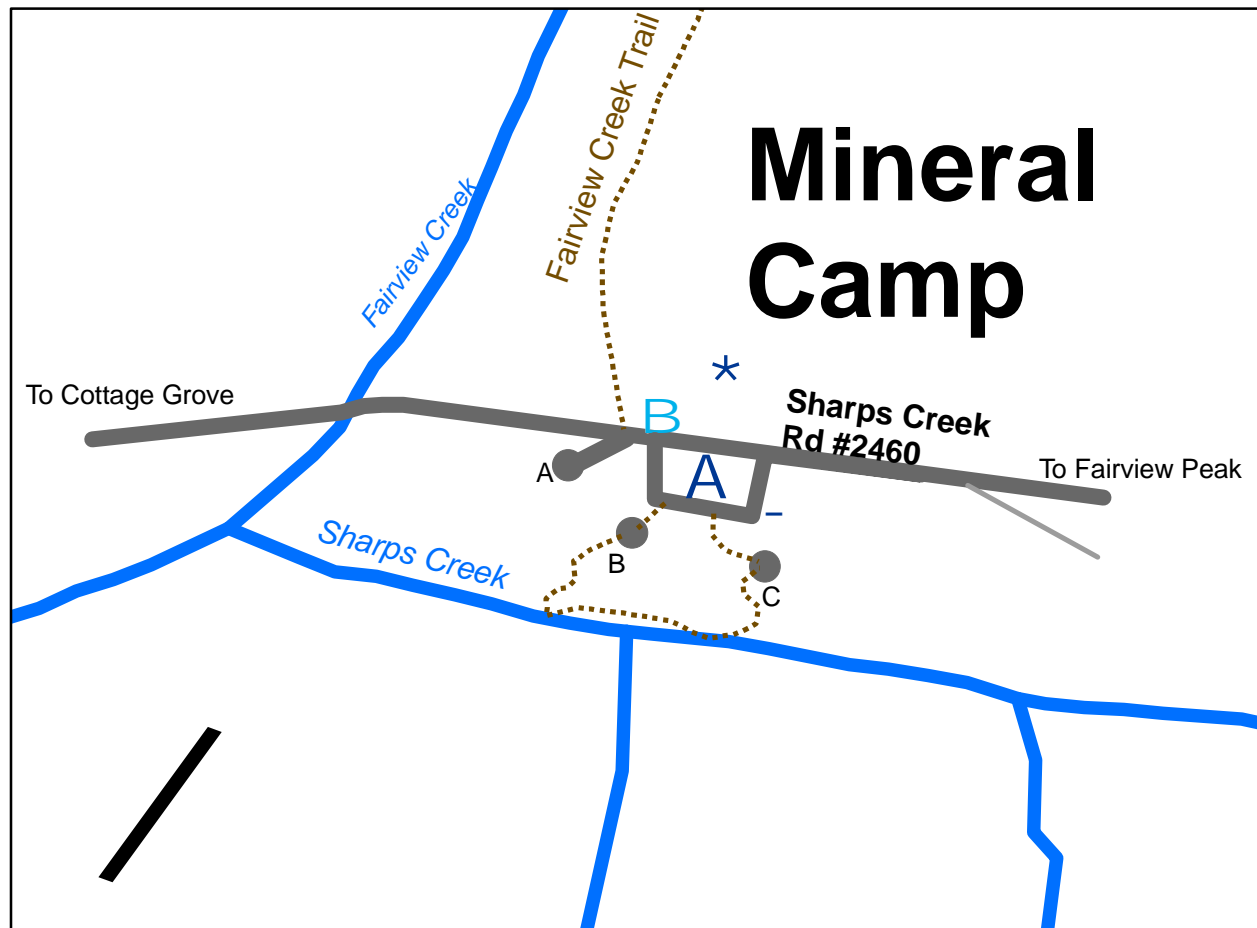 Fairview Creek Trail
Mineral
Camp
Fairview Creek
*
To Cottage Grove
B
Sharps Creek
Rd #2460
To Fairview Peak
A
A
-
Sharps Creek
B
C